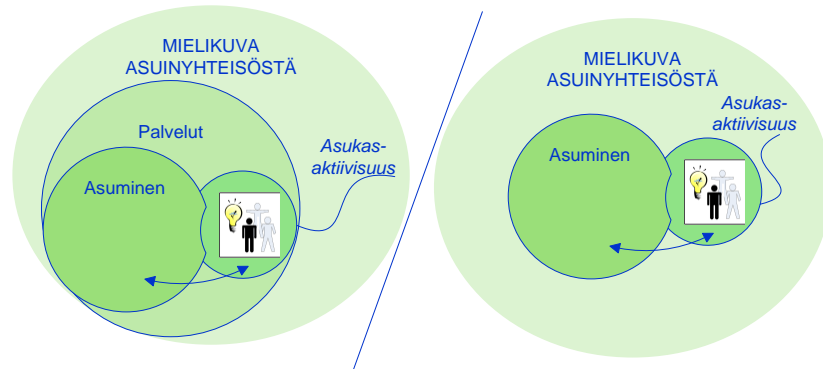 MIELIKUVA
ASUINYHTEISÖSTÄ
Palvelut
Asukas-
aktiivisuus
Asuminen
MIELIKUVA
ASUINYHTEISÖSTÄ
Asukas-
aktiivisuus
Asuminen